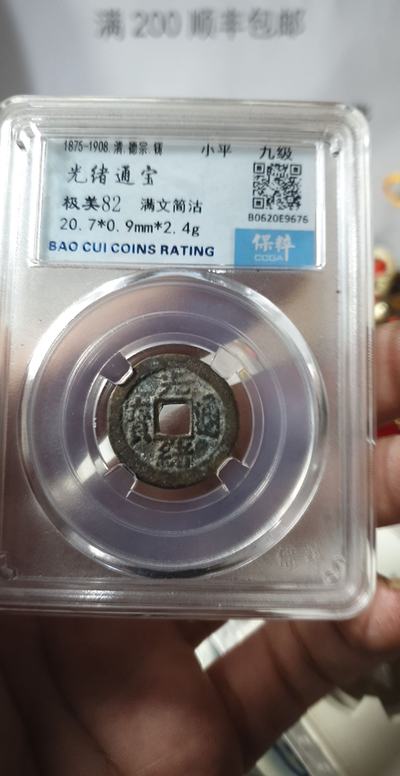 满 200 顺丰包邮
1875-1908.清.德宗.铸 小平 九级
光绪通宝
极美82 满文简沽
20.7*0.9mm*2.4g
B0620E9676
BAO CUI COINS RATING
保粹
CCGA
光緒通寳